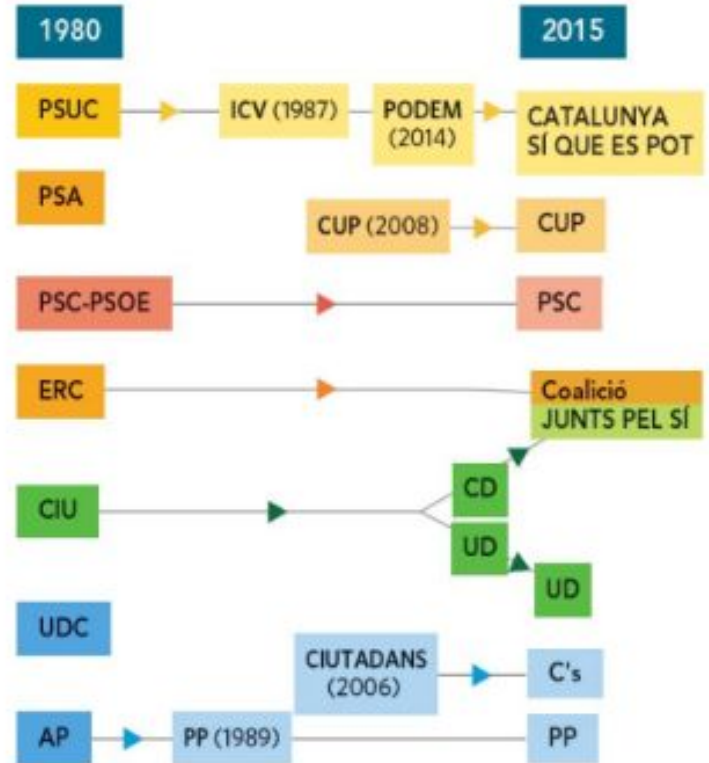 1980
2015
PSUC
ICV (1987)
PODEM
(2014)
CATALUNYA
SÍ QUE ES POT
PSA
CUP (2008)
CUP
PSC-PSOE
PSC
ERC
Coalició
JUNTS PEL SÍ
CIU
CD
UD
UD
UDC
CIUTADANS
(2006)
C's
AP
PP (1989)
PP